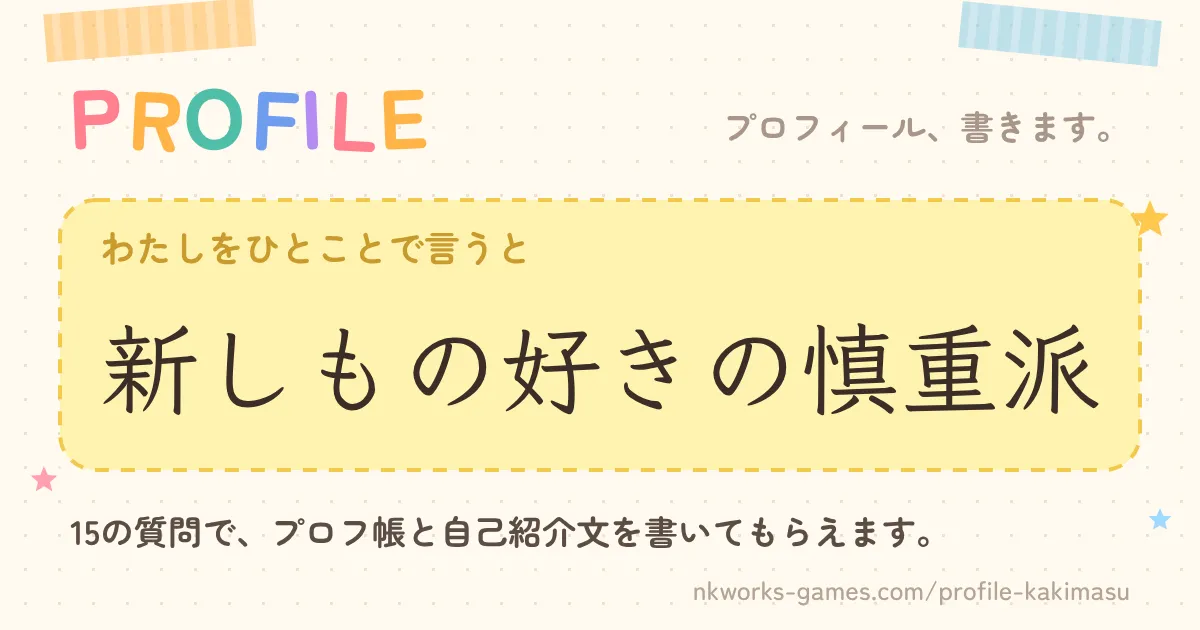 PROFILE
プロフィール、書きます。
わたしをひとことで言うと
新しもの好きの慎重派
15の質問で、プロフ帳と自己紹介文を書いてもらえます。
nkworks-games.com/profile-kakimasu